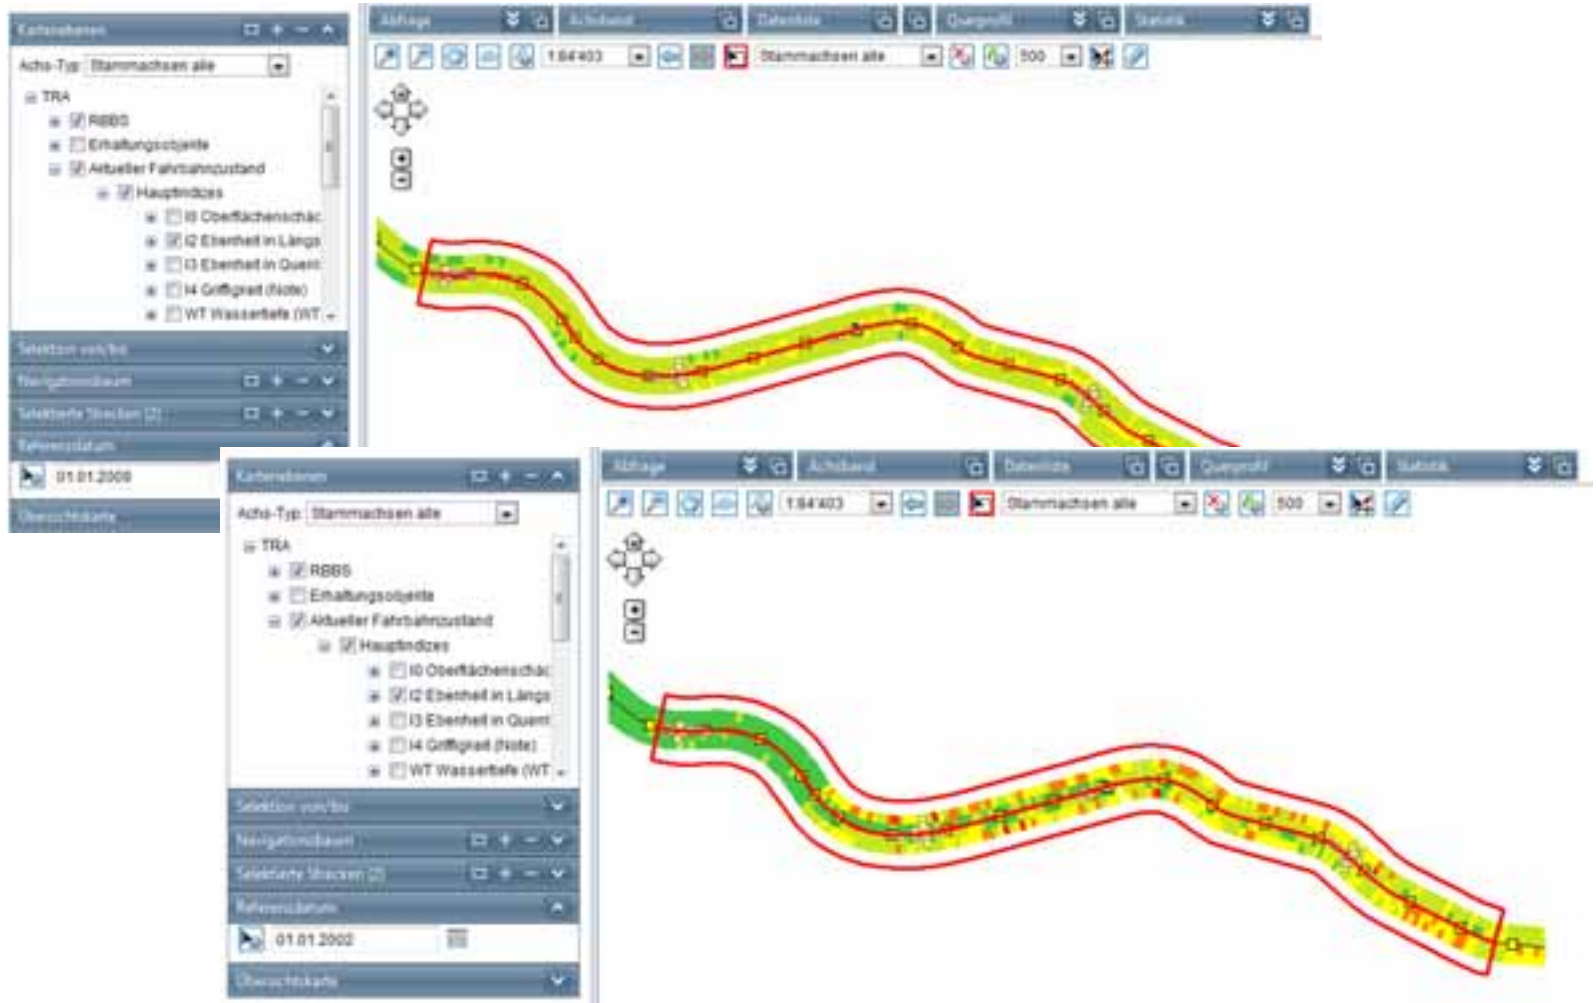 Kartenebenen
Achs-Typ: Stammachsen alle
TRA
RBBS
Erhaltungsobjekte
Aktueller Fahrbahnzustand
Hauptindizes
I0 Oberflächenschäc
I2 Ebenheit in Längs
I3 Ebenheit in Querri
I4 Griffigkeit (Note)
WT Wassertiefe (WT
Selektion von/bis
Navigationsbaum
Selektierte Strecken (2)
Referenzdatum
Übersichtskarte
Abfrage Achsband Datenliste Querprofil Statistik
1:84'403 Stammachsen alle 500
Kartenebenen
Achs-Typ: Stammachsen alle
TRA
RBBS
Erhaltungsobjekte
Aktueller Fahrbahnzustand
Hauptindizes
I0 Oberflächenschäc
I2 Ebenheit in Längs
I3 Ebenheit in Querri
I4 Griffigkeit (Note)
WT Wassertiefe (WT
Selektion von/bis
Navigationsbaum
Selektierte Strecken (2)
Referenzdatum
01.01.2002
Übersichtskarte
Abfrage Achsband Datenliste Querprofil Statistik
1:84'403 Stammachsen alle 500